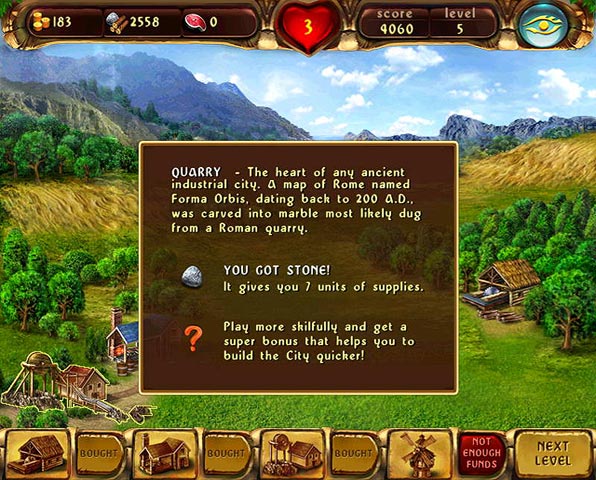 183 2558 0 3 score level
4060 5
QUARRY - The heart of any ancient
industrial city. A map of Rome named
Forma Orbis, dating back to 200 A.D.,
was carved into marble most likely dug
from a Roman quarry.
YOU GOT STONE!
It gives you 7 units of supplies.
?
Play more skilfully and get a
super bonus that helps you to
build the City quicker!
BOUGHT BOUGHT BOUGHT
NOT
ENOUGH
FUNDS
NEXT
LEVEL